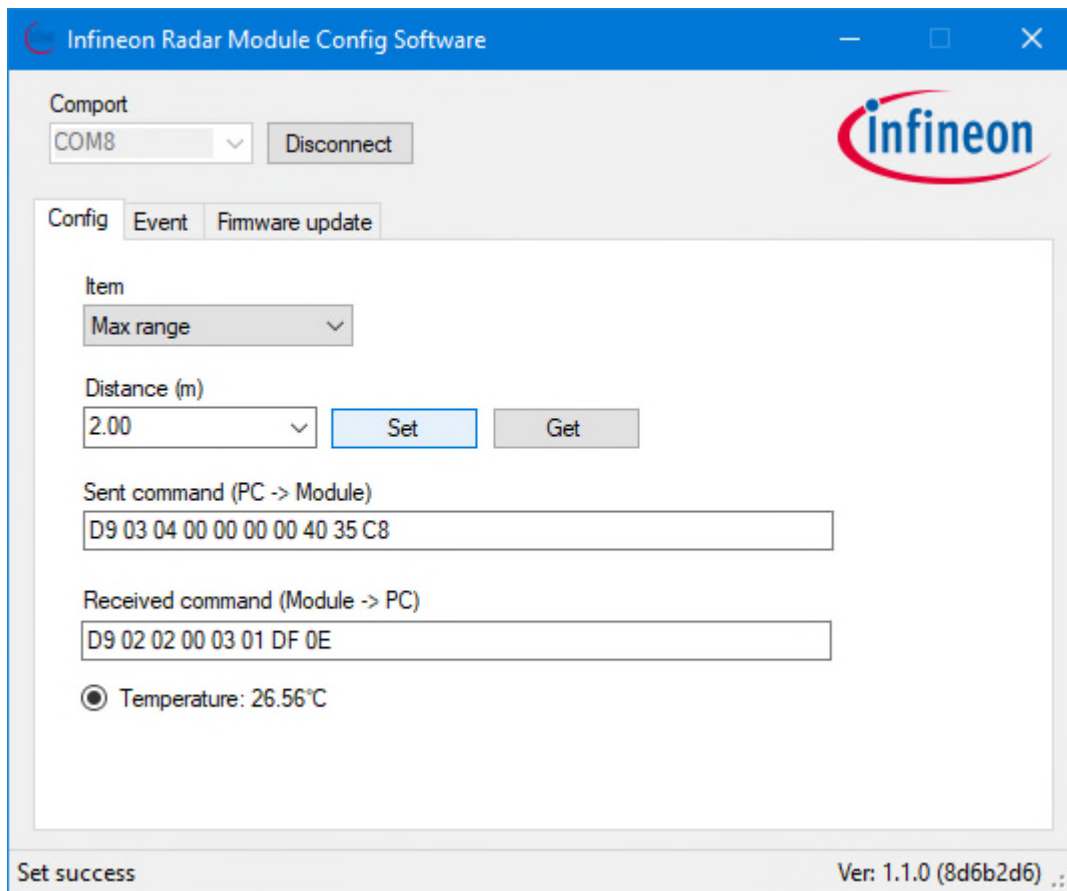 Infineon Radar Module Config Software
Comport
COM8
Disconnect
infineon
Config
Event
Firmware update
Item
Max range
Distance (m)
2.00
Set
Get
Sent command (PC -> Module)
D9 03 04 00 00 00 00 40 35 C8
Received command (Module -> PC)
D9 02 02 00 03 01 DF 0E
Temperature: 26.56°C
Set success
Ver: 1.1.0 (8d6b2d6)